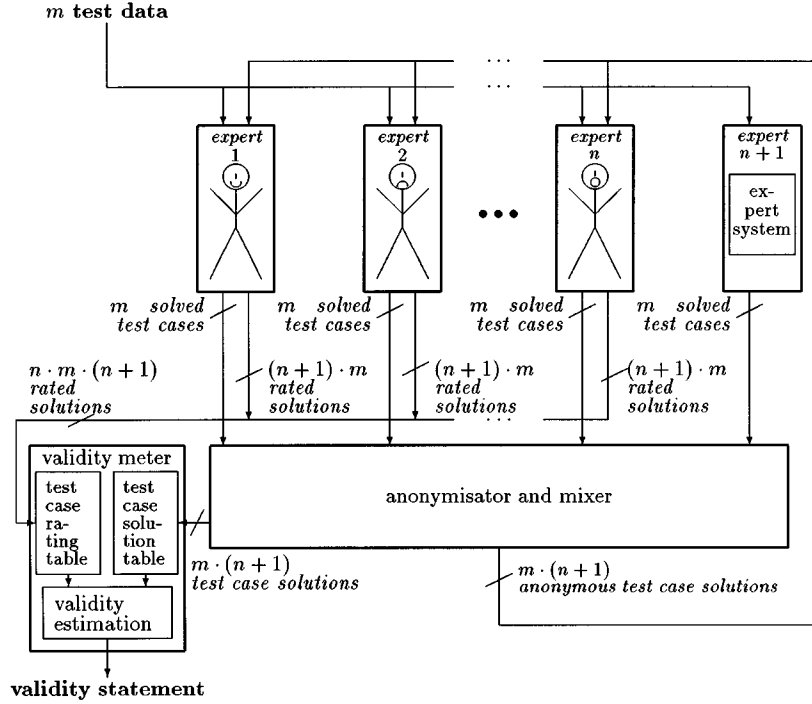 m test data
. . .
. . .
expert
1
expert
2
expert
n
expert
n + 1
ex-
pert
system
• • •
m solved
test cases
m solved
test cases
m solved
test cases
m solved
test cases
n · m · (n + 1)
rated
solutions
(n + 1) · m
rated
solutions
(n + 1) · m
rated
solutions
(n + 1) · m
rated
solutions
. . .
validity meter
test
case
ra-
ting
table
test
case
solu-
tion
table
anonymisator and mixer
m · (n + 1)
test case solutions
m · (n + 1)
anonymous test case solutions
validity
estimation
validity statement